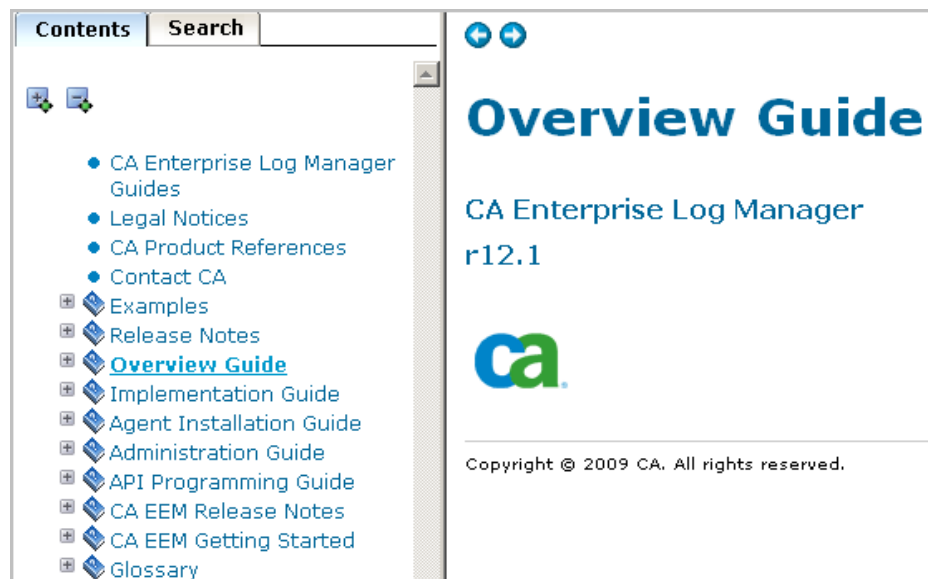 Contents
Search
CA Enterprise Log Manager
Guides
Legal Notices
CA Product References
Contact CA
Examples
Release Notes
Overview Guide
Implementation Guide
Agent Installation Guide
Administration Guide
API Programming Guide
CA EEM Release Notes
CA EEM Getting Started
Glossary
Overview Guide
CA Enterprise Log Manager
r12.1
ca
Copyright © 2009 CA. All rights reserved.